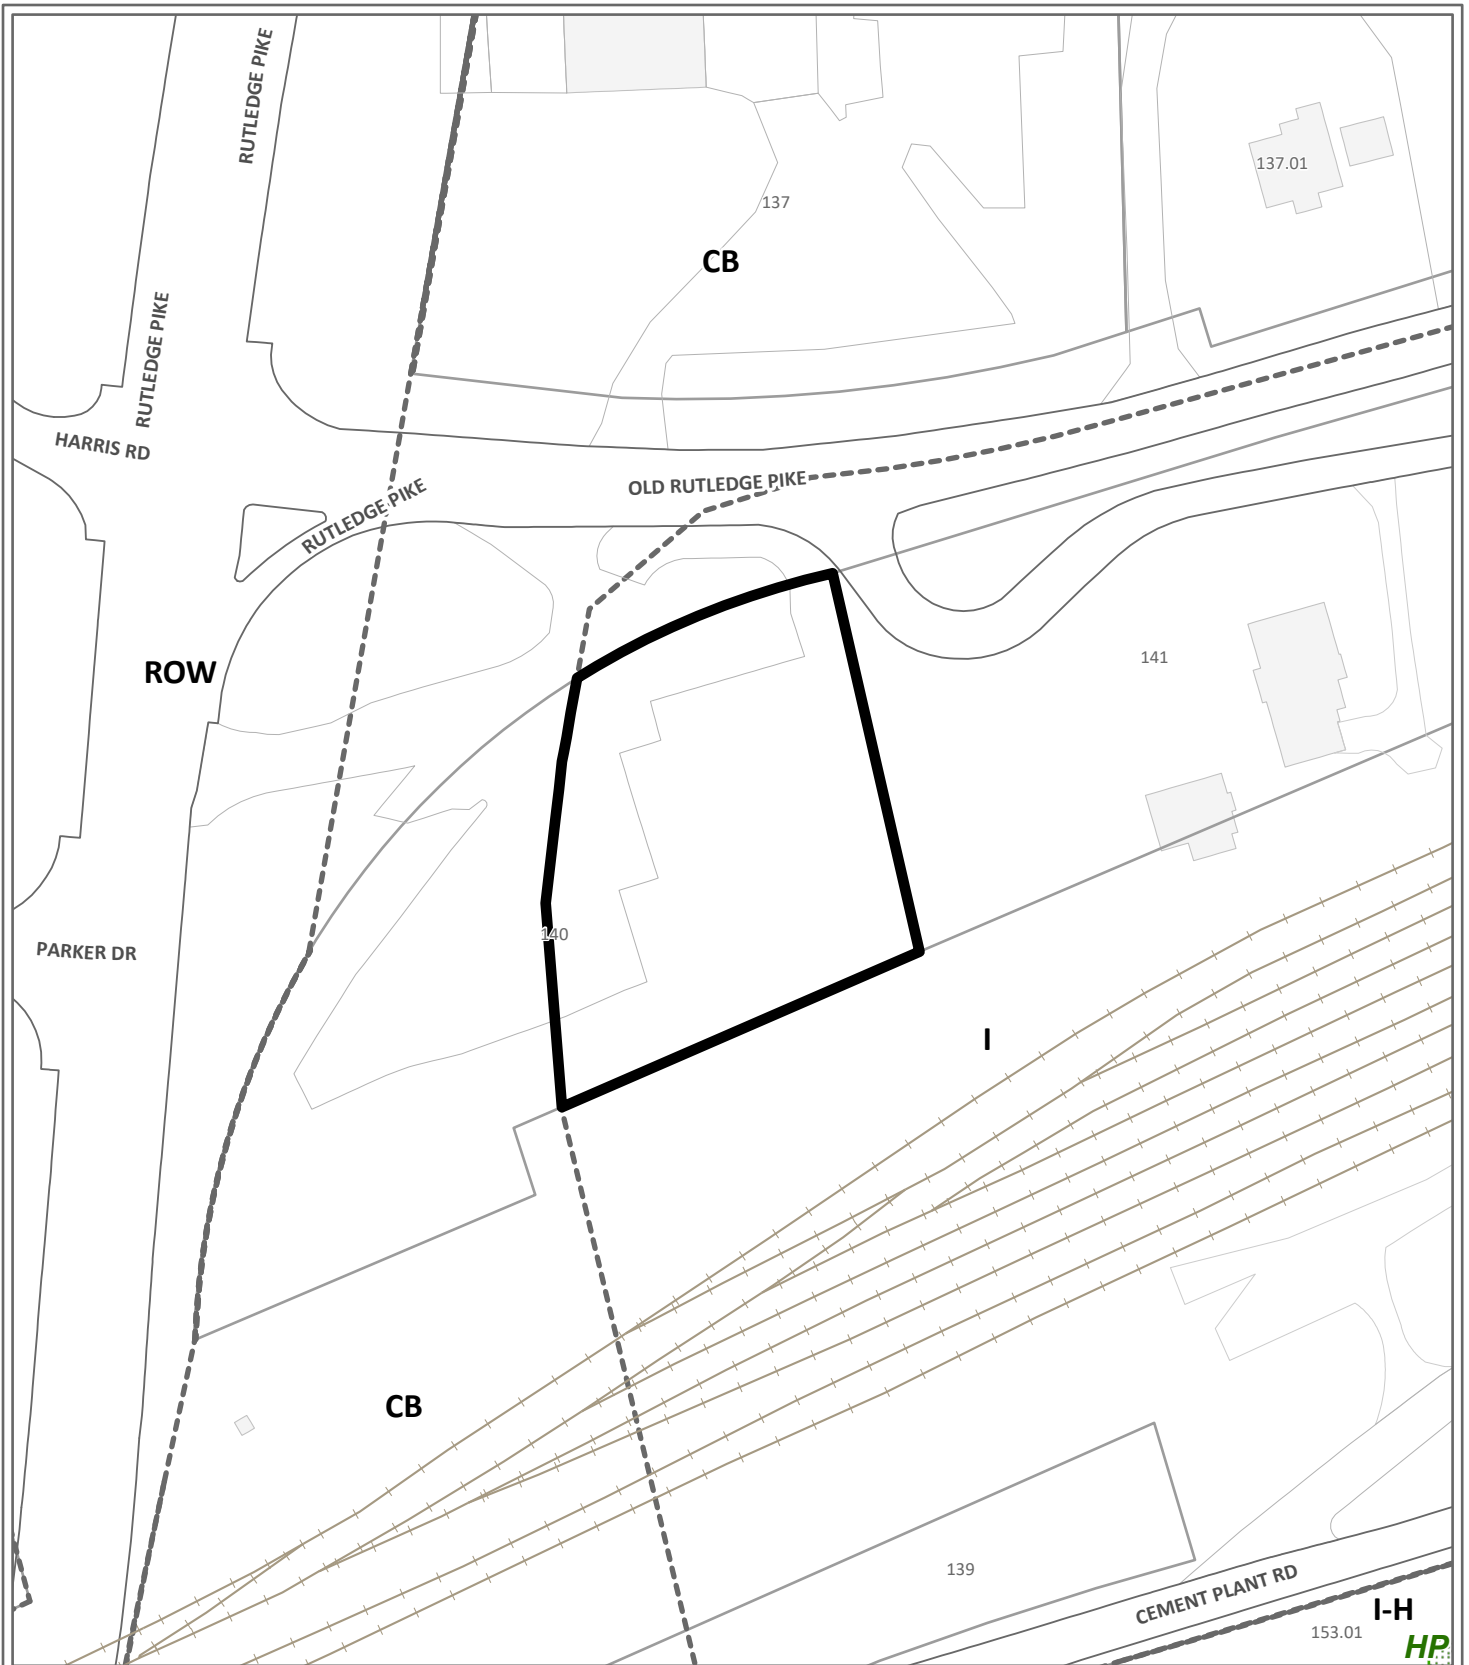 RUTLEDGE PIKE
137.01
137
CB
RUTLEDGE PIKE
HARRIS RD
OLD RUTLEDGE PIKE
RUTLEDGE PIKE
141
ROW
140
PARKER DR
I
CB
139
CEMENT PLANT RD
I-H
153.01
HP